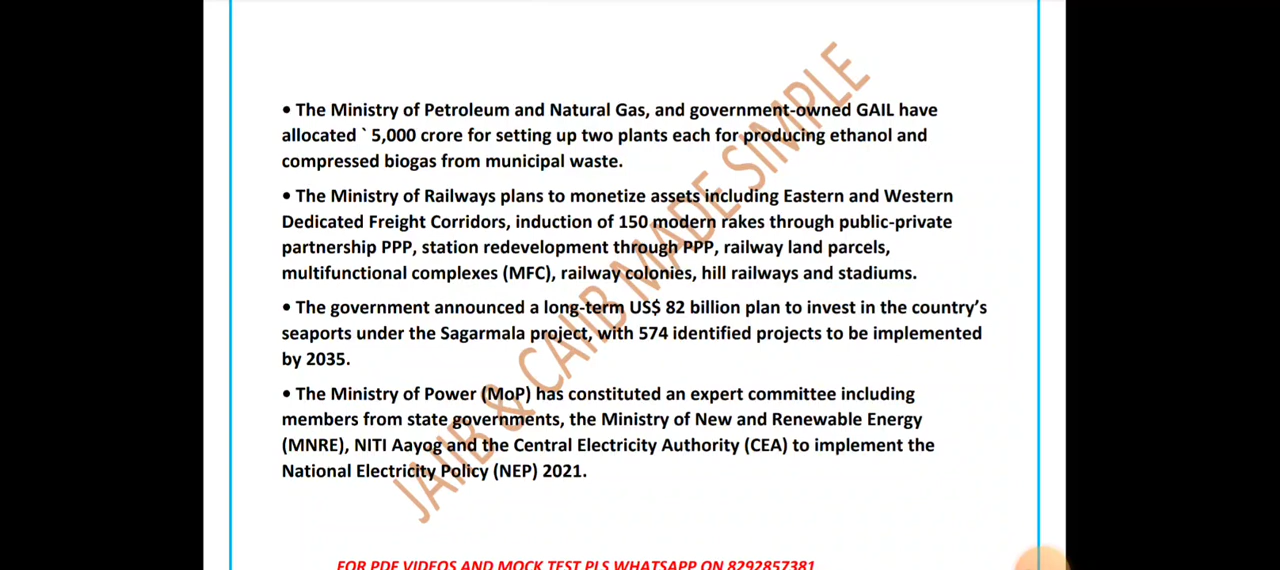 • The Ministry of Petroleum and Natural Gas, and government-owned GAIL have
allocated ` 5,000 crore for setting up two plants each for producing ethanol and
compressed biogas from municipal waste.
• The Ministry of Railways plans to monetize assets including Eastern and Western
Dedicated Freight Corridors, induction of 150 modern rakes through public-private
partnership PPP, station redevelopment through PPP, railway land parcels,
multifunctional complexes (MFC), railway colonies, hill railways and stadiums.
• The government announced a long-term US$ 82 billion plan to invest in the country’s
seaports under the Sagarmala project, with 574 identified projects to be implemented
by 2035.
• The Ministry of Power (MoP) has constituted an expert committee including
members from state governments, the Ministry of New and Renewable Energy
(MNRE), NITI Aayog and the Central Electricity Authority (CEA) to implement the
National Electricity Policy (NEP) 2021.
JAIIB & CAIIB MADE SIMPLE
FOR PDF VIDEOS AND MOCK TEST PLS WHATSAPP ON 8292857381